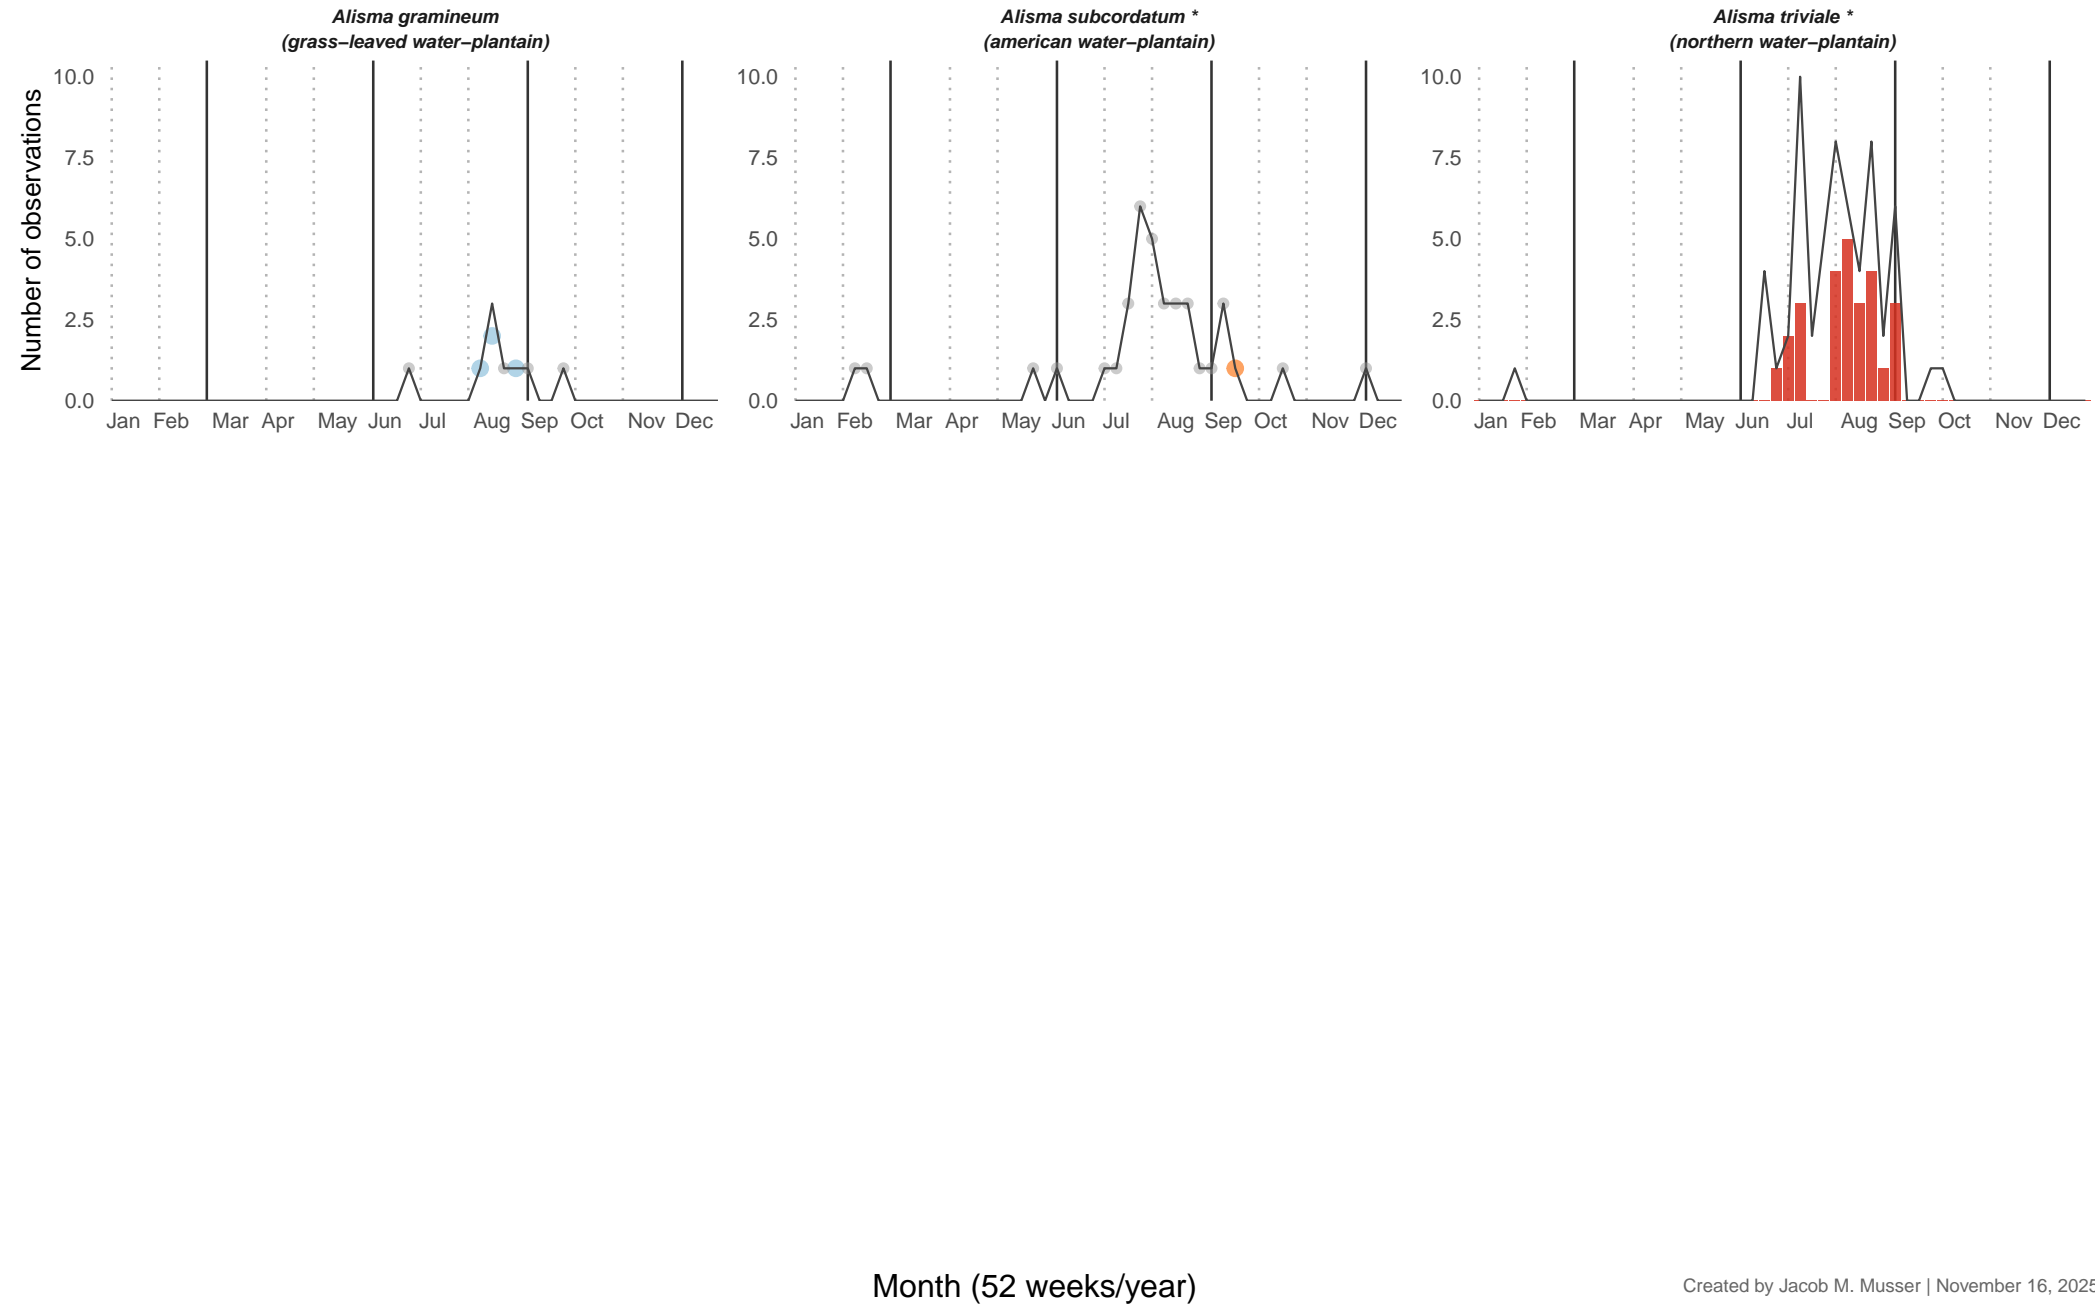 Alisma gramineum
(grass–leaved water–plantain)
Alisma subcordatum *
(american water–plantain)
Alisma triviale *
(northern water–plantain)
Number of observations
10.0
7.5
5.0
2.5
0.0
Jan Feb Mar Apr May Jun Jul Aug Sep Oct Nov Dec
10.0
7.5
5.0
2.5
0.0
Jan Feb Mar Apr May Jun Jul Aug Sep Oct Nov Dec
10.0
7.5
5.0
2.5
0.0
Jan Feb Mar Apr May Jun Jul Aug Sep Oct Nov Dec
Month (52 weeks/year)
Created by Jacob M. Musser | November 16, 2025